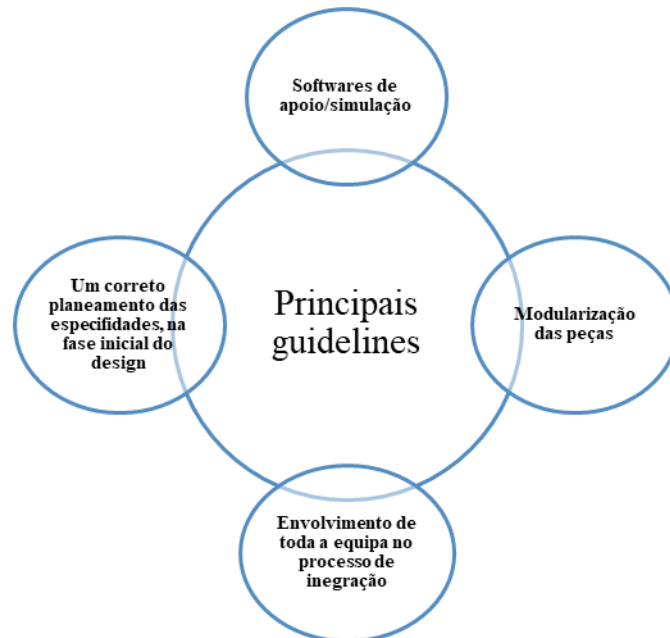 Softwares de
apoio/simulação
Um correto
planeamento das
especifidades, na
fase inicial do
design
Principais
guidelines
Modularização
das peças
Envolvimento de
toda a equipa no
processo de
inegração